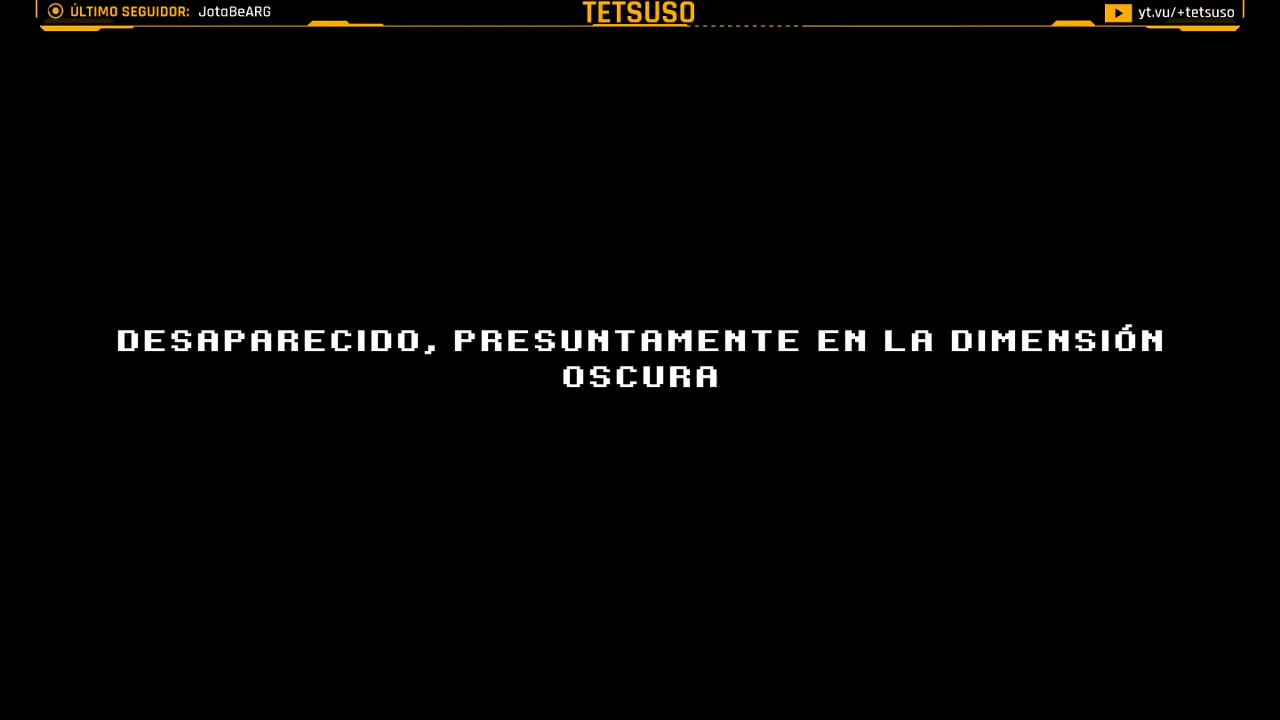 ÚLTIMO SEGUIDOR: JotaBeARG
TETSUSO
yt.vu/+tetsuso
DESAPARECIDO, PRESUNTAMENTE EN LA DIMENSIÓN
OSCURA